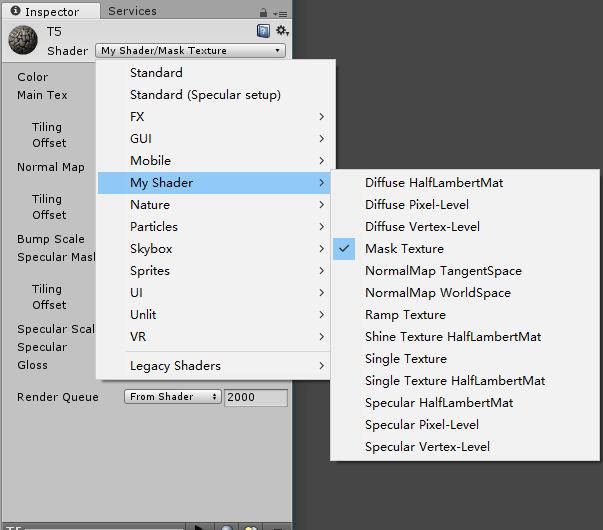 Inspector Services
T5
Shader My Shader/Mask Texture
Color
Main Tex
Tiling
Offset
Normal Map
Tiling
Offset
Bump Scale
Specular Mask
Tiling
Offset
Specular Scal
Specular
Gloss
Render Queue From Shader 2000
Standard
Standard (Specular setup)
FX
GUI
Mobile
My Shader
Nature
Particles
Skybox
Sprites
UI
Unlit
VR
Legacy Shaders
Diffuse HalfLambertMat
Diffuse Pixel-Level
Diffuse Vertex-Level
Mask Texture
NormalMap TangentSpace
NormalMap WorldSpace
Ramp Texture
Shine Texture HalfLambertMat
Single Texture
Single Texture HalfLambertMat
Specular HalfLambertMat
Specular Pixel-Level
Specular Vertex-Level
T5